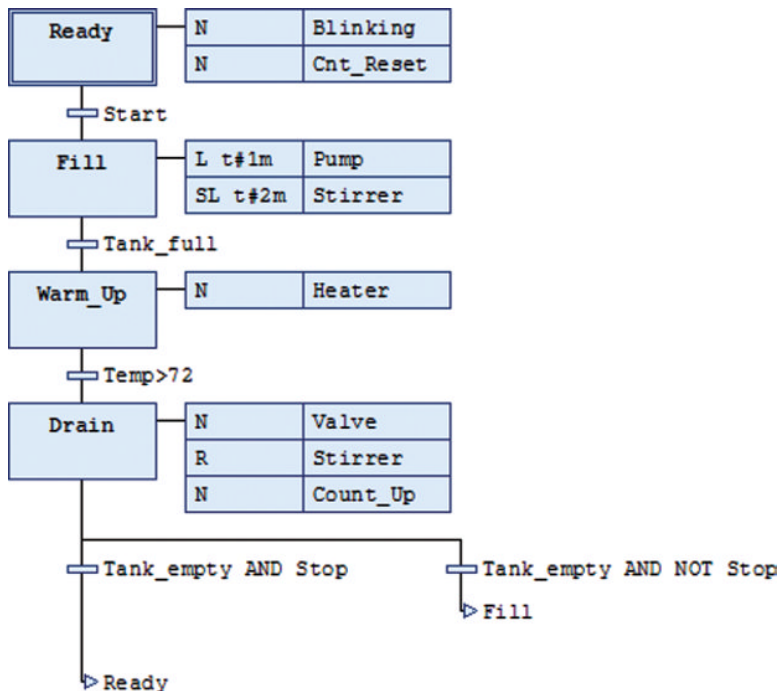 Ready N Blinking
N Cnt_Reset
Start
Fill L t#1m Pump
SL t#2m Stirrer
Tank_full
Warm_Up N Heater
Temp>72
Drain N Valve
R Stirrer
N Count_Up
Tank_empty AND Stop Tank_empty AND NOT Stop
Fill
Ready